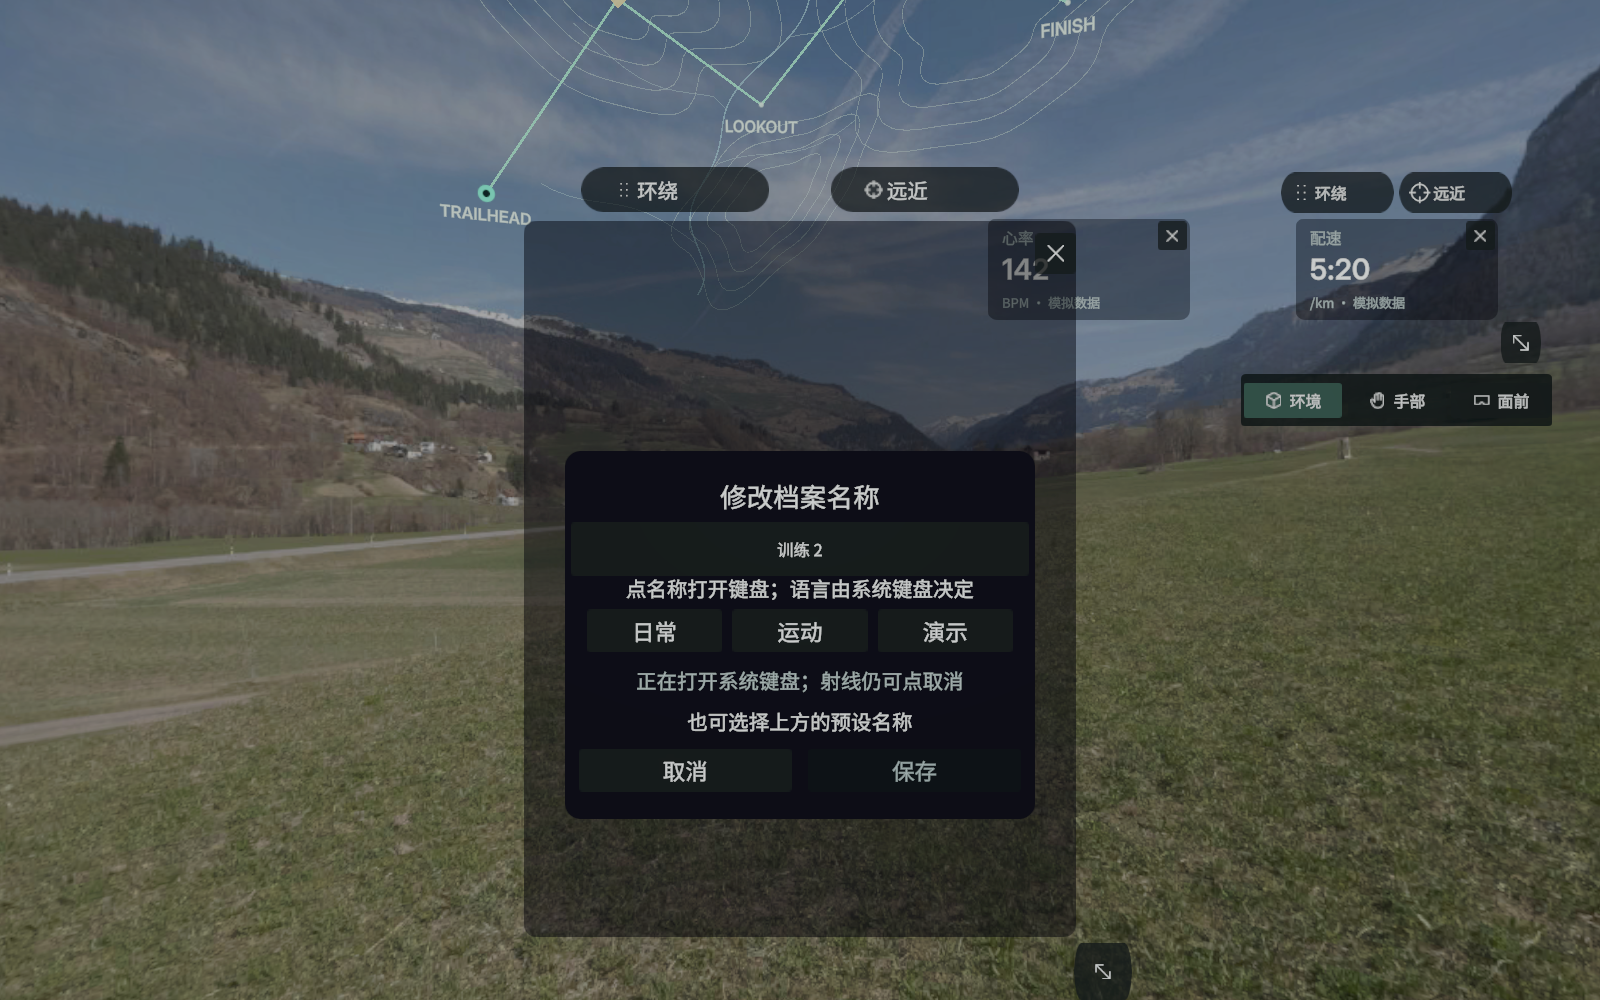 FINISH
LOOKOUT
TRAILHEAD
环绕
远近
环绕
远近
心率
142
BPM • 模拟数据
配速
5:20
/km • 模拟数据
环境
手部
面前
修改档案名称
训练 2
点名称打开键盘；语言由系统键盘决定
日常
运动
演示
正在打开系统键盘；射线仍可点取消
也可选择上方的预设名称
取消
保存